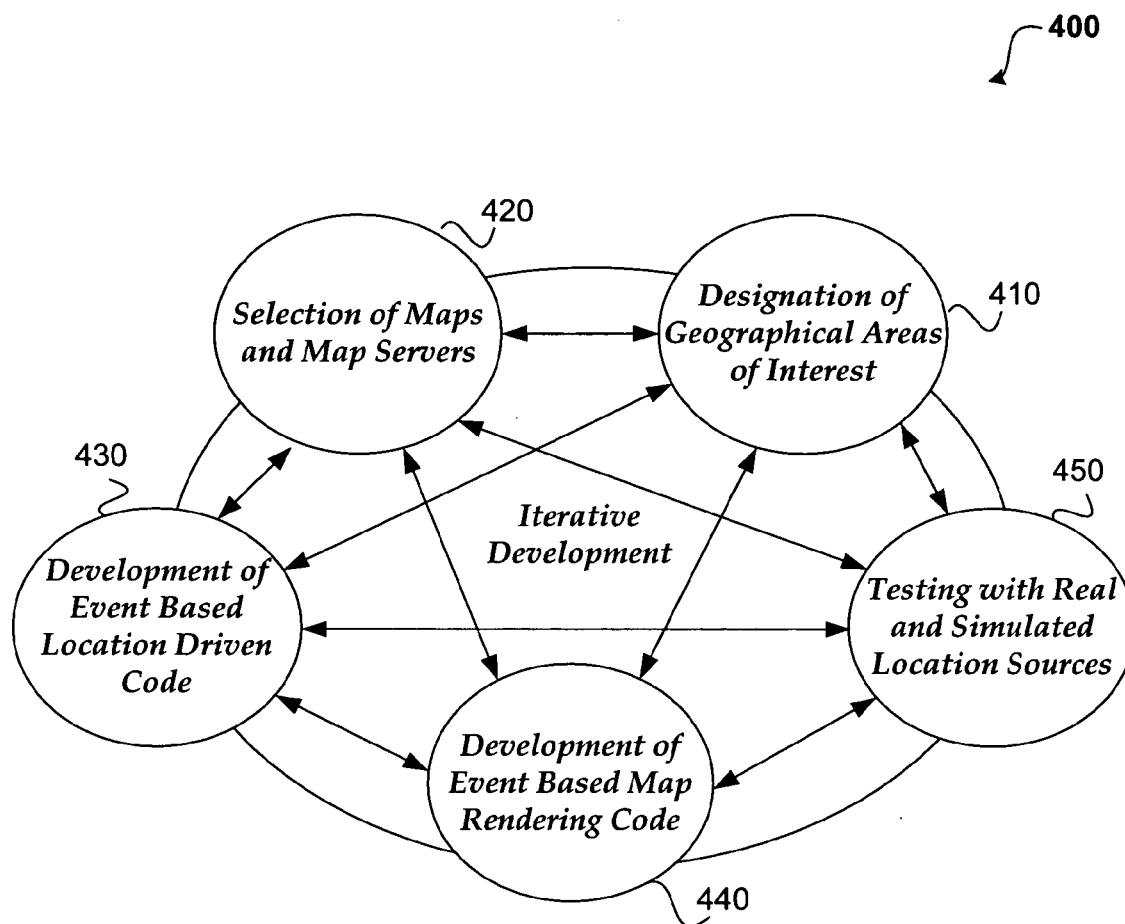 400
420
Selection of Maps
and Map Servers
Designation of
Geographical Areas
of Interest
410
430
Development of
Event Based
Location Driven
Code
Iterative
Development
450
Testing with Real
and Simulated
Location Sources
Development of
Event Based Map
Rendering Code
440